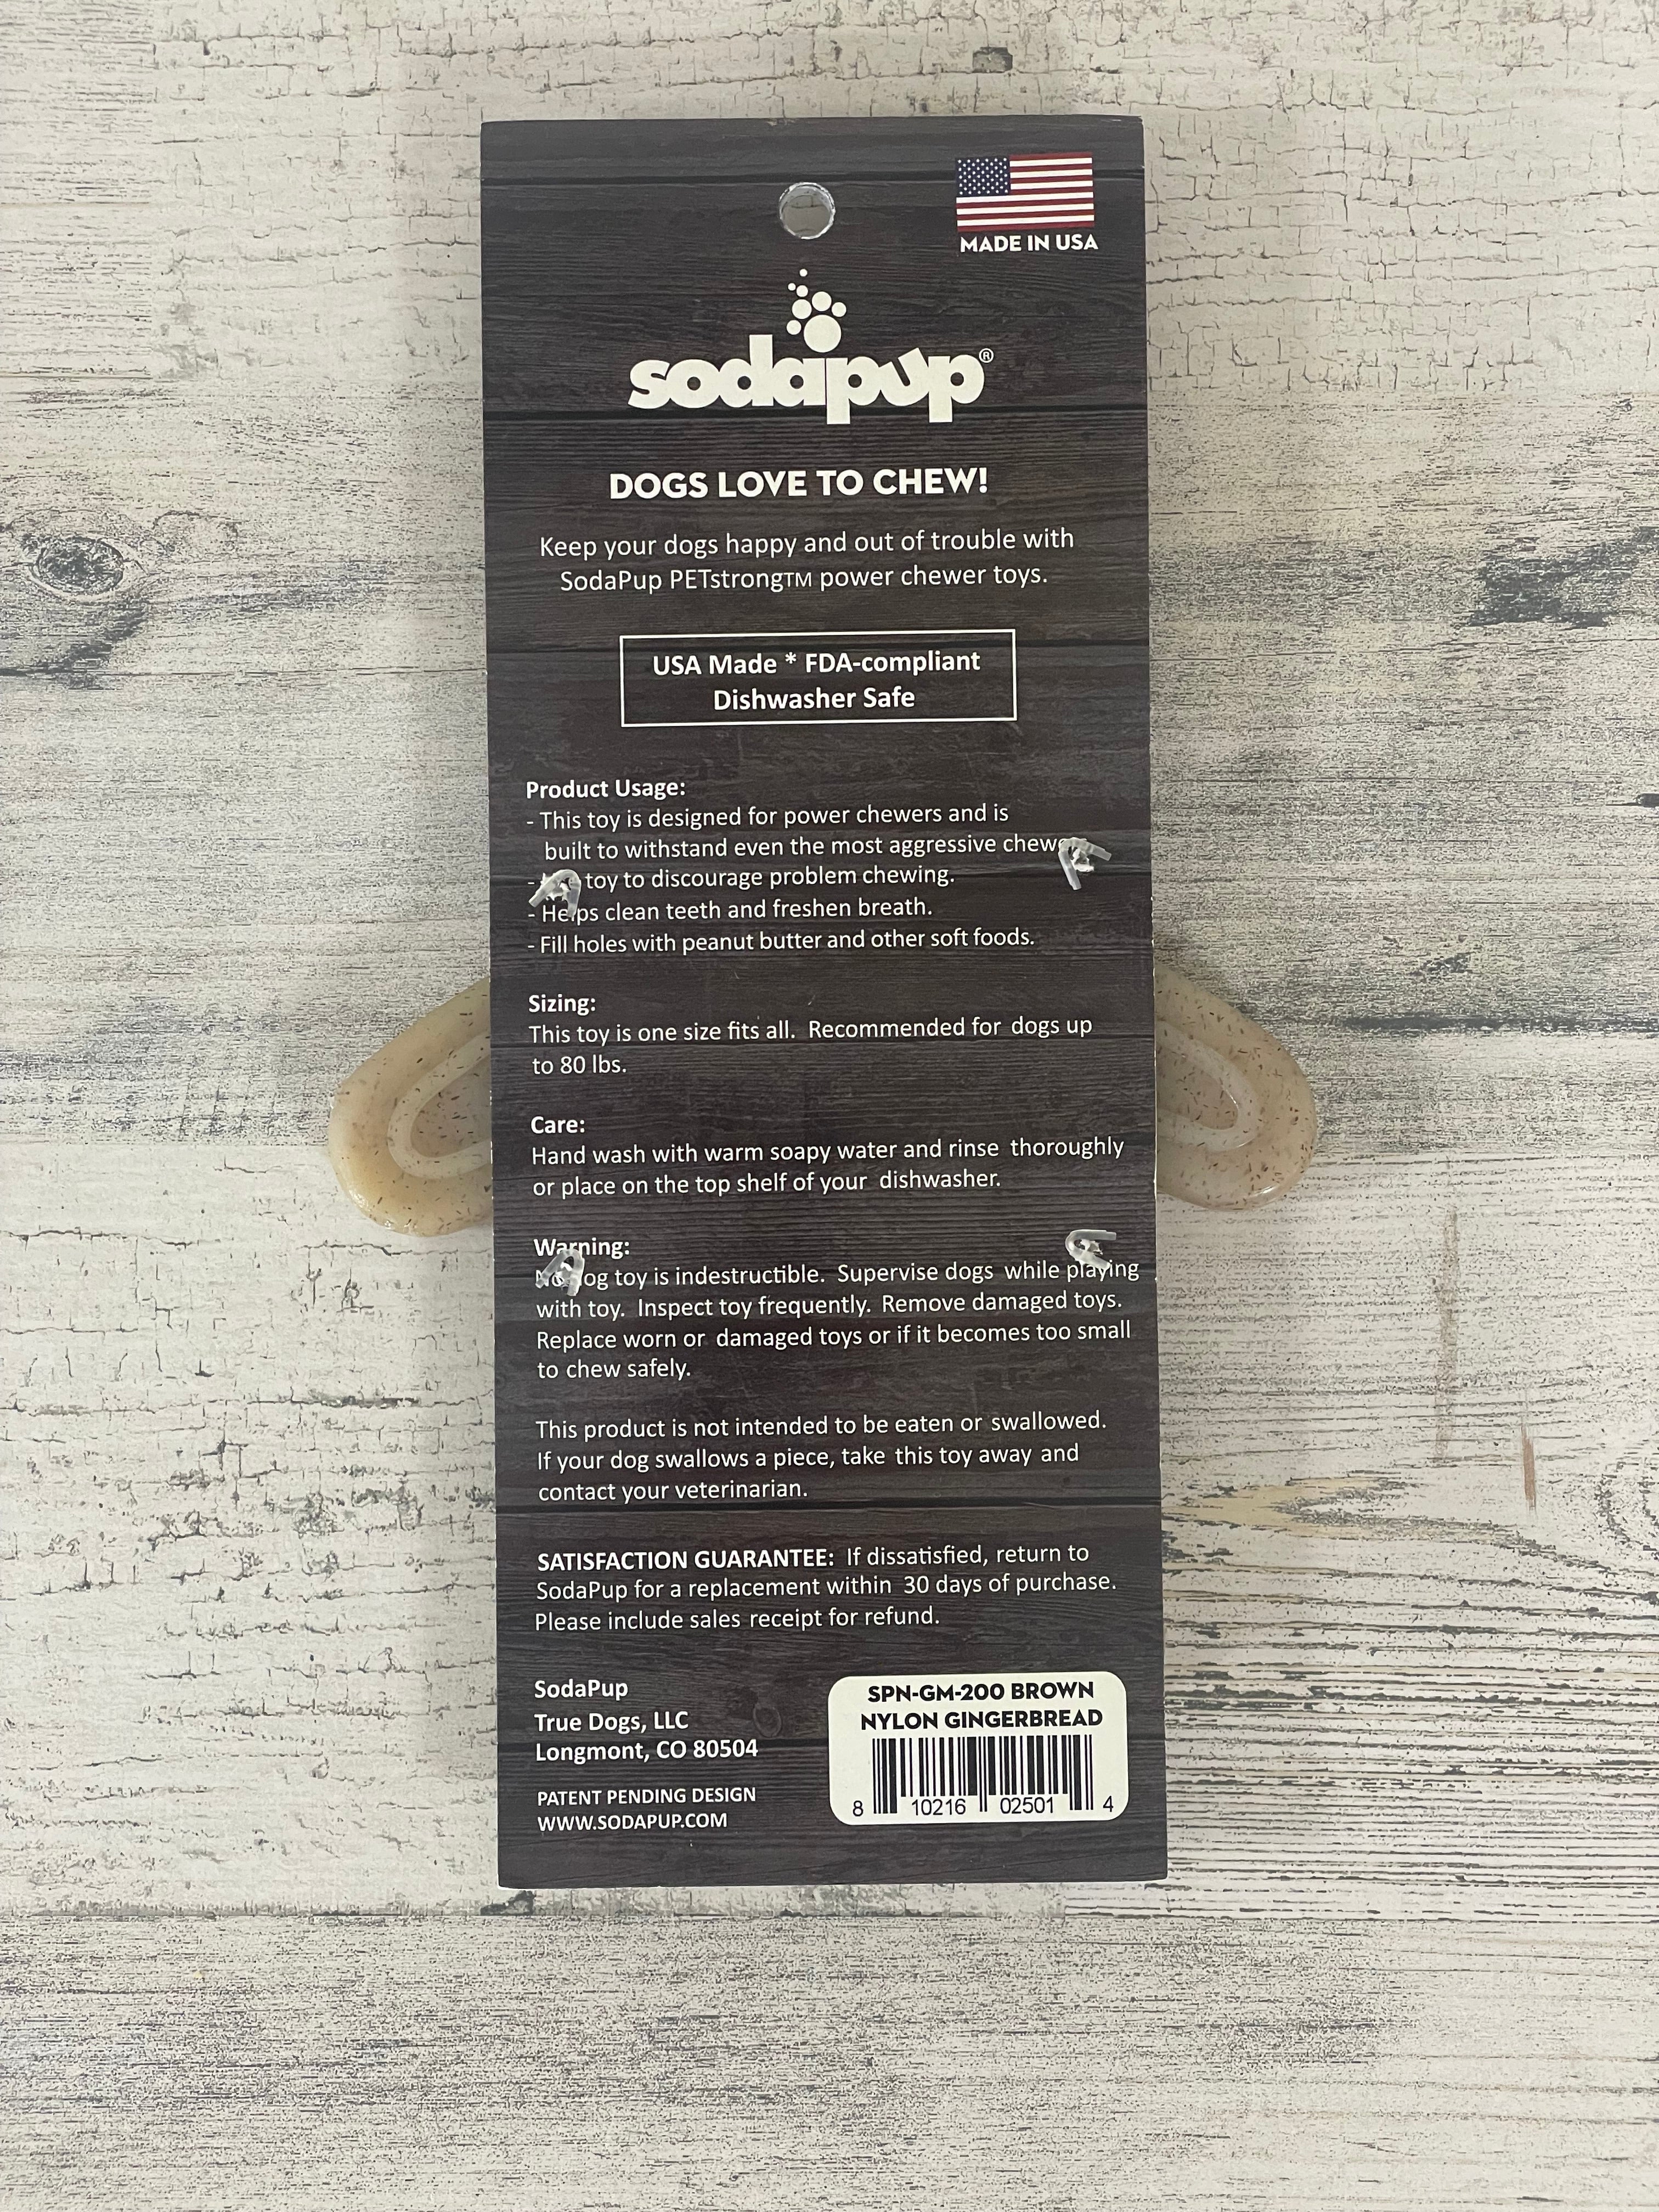 MADE IN USA
sodapup®
DOGS LOVE TO CHEW!
Keep your dogs happy and out of trouble with
SodaPup PETstrong™ power chewer toys.
USA Made * FDA-compliant
Dishwasher Safe
Product Usage:
- This toy is designed for power chewers and is
built to withstand even the most aggressive
- toy to discourage problem chewing.
- Helps clean teeth and freshen breath.
- Fill holes with peanut butter and other soft foods.
Sizing:
This toy is one size fits all. Recommended for dogs up
to 80 lbs.
Care:
Hand wash with warm soapy water and rinse thoroughly
or place on the top shelf of your dishwasher.
Warning:
No dog toy is indestructible. Supervise dogs while playing
with toy. Inspect toy frequently. Remove damaged toys.
Replace worn or damaged toys or if it becomes too small
to chew safely.
This product is not intended to be eaten or swallowed.
If your dog swallows a piece, take this toy away and
contact your veterinarian.
SATISFACTION GUARANTEE: If dissatisfied, return to
SodaPup for a replacement within 30 days of purchase.
Please include sales receipt for refund.
SodaPup
True Dogs, LLC
Longmont, CO 80504
PATENT PENDING DESIGN
WWW.SODAPUP.COM
SPN-GM-200 BROWN
NYLON GINGERBREAD
8 10216 02501 4